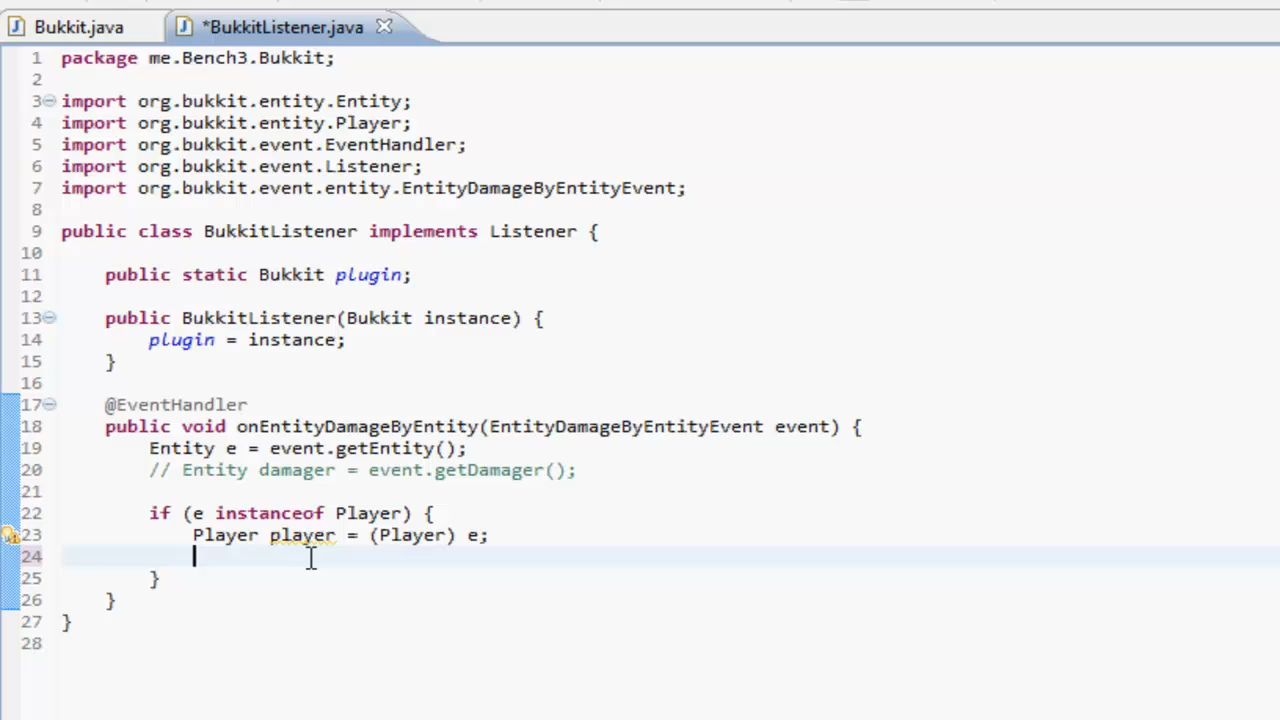 Bukkit.java *BukkitListener.java
1 package me.Bench3.Bukkit;
2
3 import org.bukkit.entity.Entity;
4 import org.bukkit.entity.Player;
5 import org.bukkit.event.EventHandler;
6 import org.bukkit.event.Listener;
7 import org.bukkit.event.entity.EntityDamageByEntityEvent;
8
9 public class BukkitListener implements Listener {
10
11 public static Bukkit plugin;
12
13 public BukkitListener(Bukkit instance) {
14 plugin = instance;
15 }
16
17 @EventHandler
18 public void onEntityDamageByEntity(EntityDamageByEntityEvent event) {
19 Entity e = event.getEntity();
20 // Entity damager = event.getDamager();
21
22 if (e instanceof Player) {
23 Player player = (Player) e;
24
25 }
26 }
27 }
28